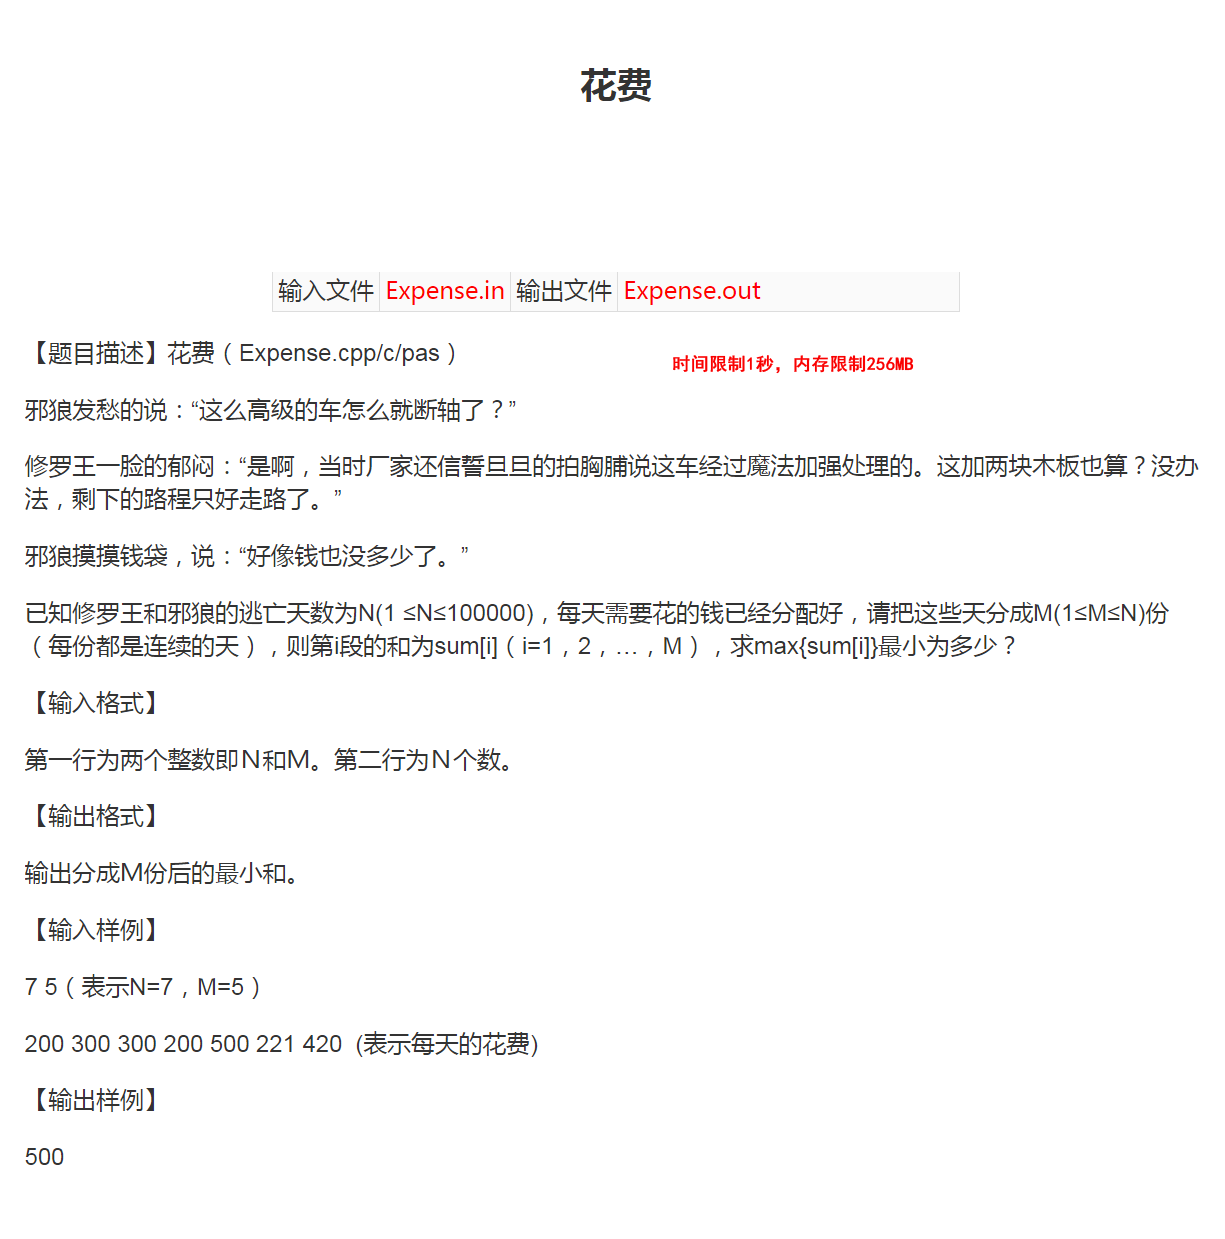 花费
输入文件 Expense.in 输出文件 Expense.out
【题目描述】花费（Expense.cpp/c/pas）
时间限制1秒，内存限制256MB
邪狼发愁的说：“这么高级的车怎么就断轴了？”
修罗王一脸的郁闷：“是啊，当时厂家还信誓旦旦的拍胸脯说这车经过魔法加强处理的。这加两块木板也算？没办
法，剩下的路程只好走路了。”
邪狼摸摸钱袋，说：“好像钱也没多少了。”
已知修罗王和邪狼的逃亡天数为N(1 ≤N≤100000)，每天需要花的钱已经分配好，请把这些天分成M(1≤M≤N)份
（每份都是连续的天），则第i段的和为sum[i]（i=1，2，…，M），求max{sum[i]}最小为多少？
【输入格式】
第一行为两个整数即Ｎ和Ｍ。第二行为Ｎ个数。
【输出格式】
输出分成Ｍ份后的最小和。
【输入样例】
7 5（表示N=7，M=5）
200 300 300 200 500 221 420 (表示每天的花费)
【输出样例】
500